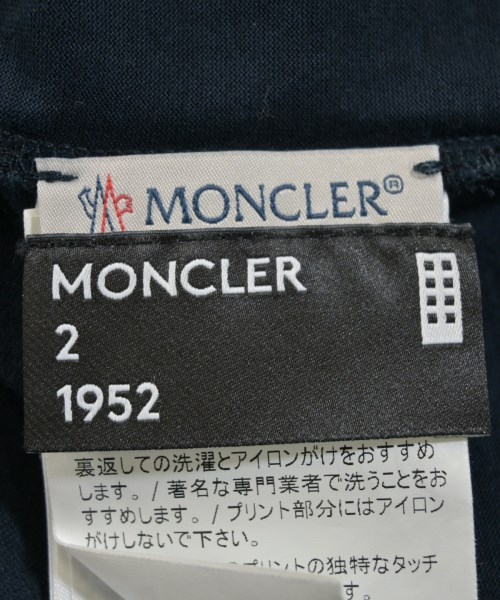 MONCLER®
MONCLER
2
1952
裏返しての洗濯とアイロンがけをおすすめ
します。/ 著名な専門業者で洗うことをお
すすめします。/ プリント部分にはアイロン
がけしないで下さい。
プリントの独特なタッチ
す。